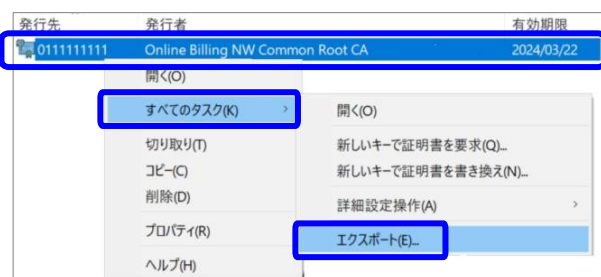 発行先 発行者 有効期限
0111111111 Online Billing NW Common Root CA 2024/03/22
開く(O)
すべてのタスク(K) > 開く(O)
切り取り(T) 新しいキーで証明書を要求(Q)...
コピー(C) 新しいキーで証明書を書き換え(N)...
削除(D) 詳細設定操作(A) >
プロパティ(R) エクスポート(E)...
ヘルプ(H)